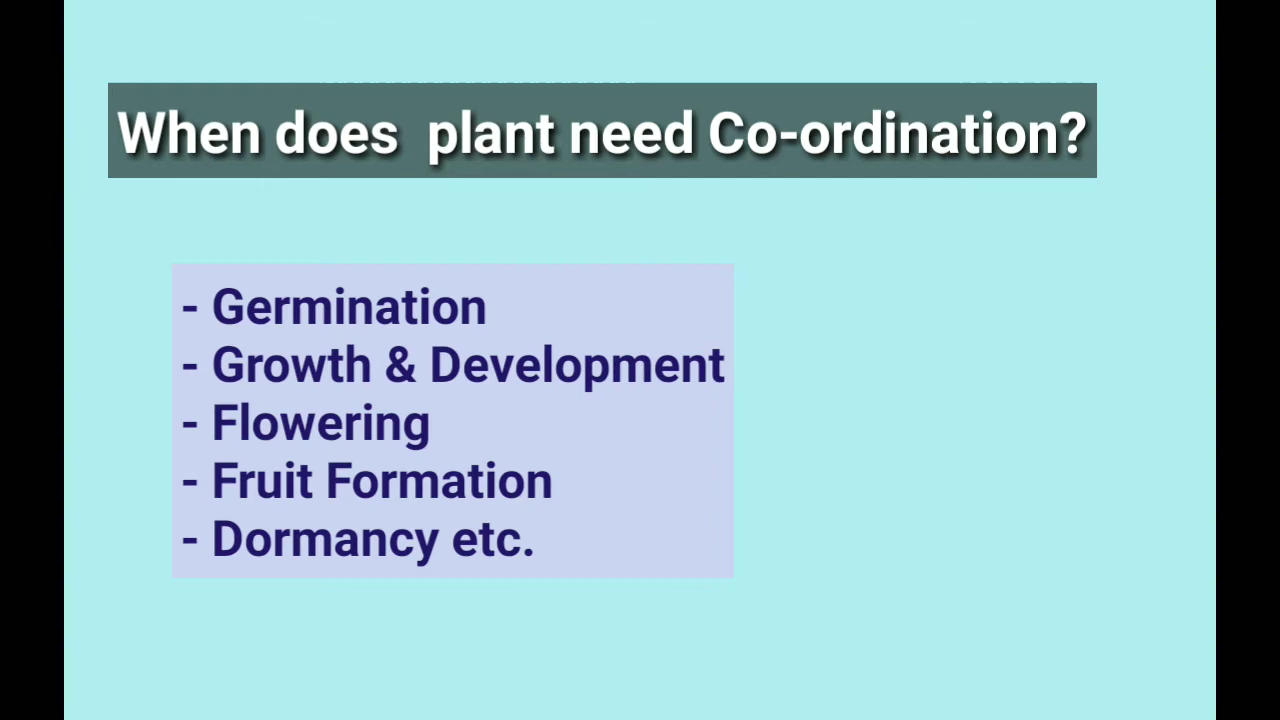 When does plant need Co-ordination?
- Germination
- Growth & Development
- Flowering
- Fruit Formation
- Dormancy etc.